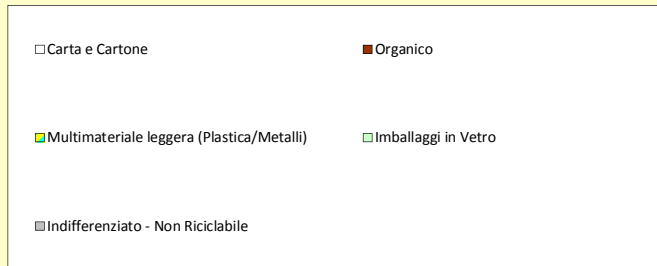 Carta e Cartone
Organico
Multimateriale leggera (Plastica/Metalli)
Imballaggi in Vetro
Indifferenziato - Non Riciclabile